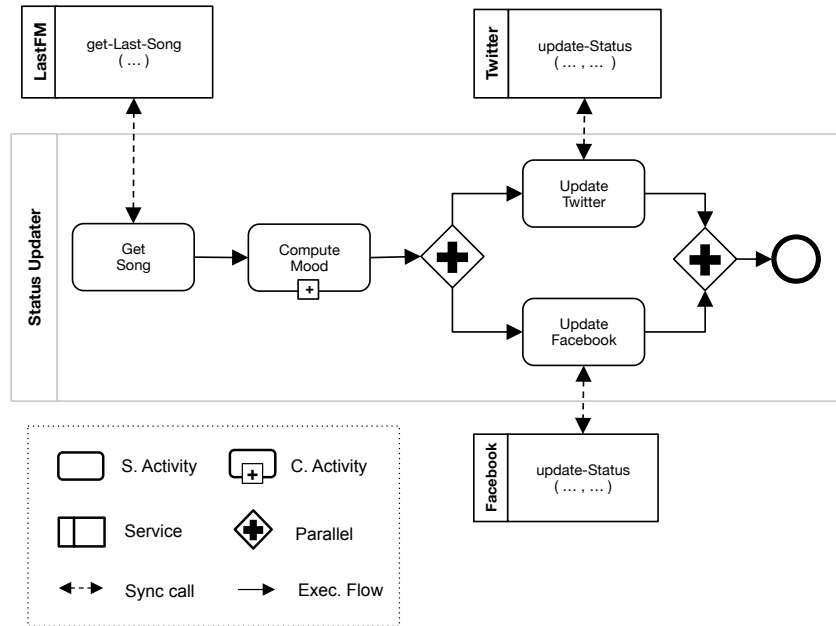 LastFM
get-Last-Song
( ... )
Twitter
update-Status
( ... , ... )
Status Updater
Get
Song
Compute
Mood
+
Update
Twitter
Update
Facebook
Facebook
update-Status
( ... , ... )
S. Activity
+
C. Activity
Service
Parallel
Sync call
Exec. Flow